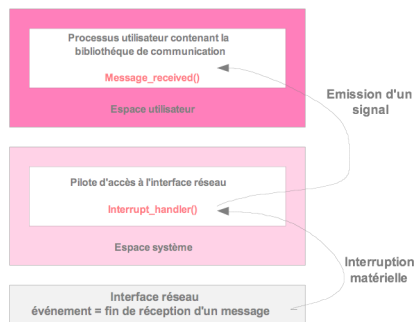 Processus utilisateur contenant la
bibliothéque de communication
Message_received()
Espace utilisateur
Emission d'un
signal
Pilote d'accès à l'interface réseau
Interrupt_handler()
Espace système
Interruption
matérielle
Interface réseau
événement = fin de réception d'un message